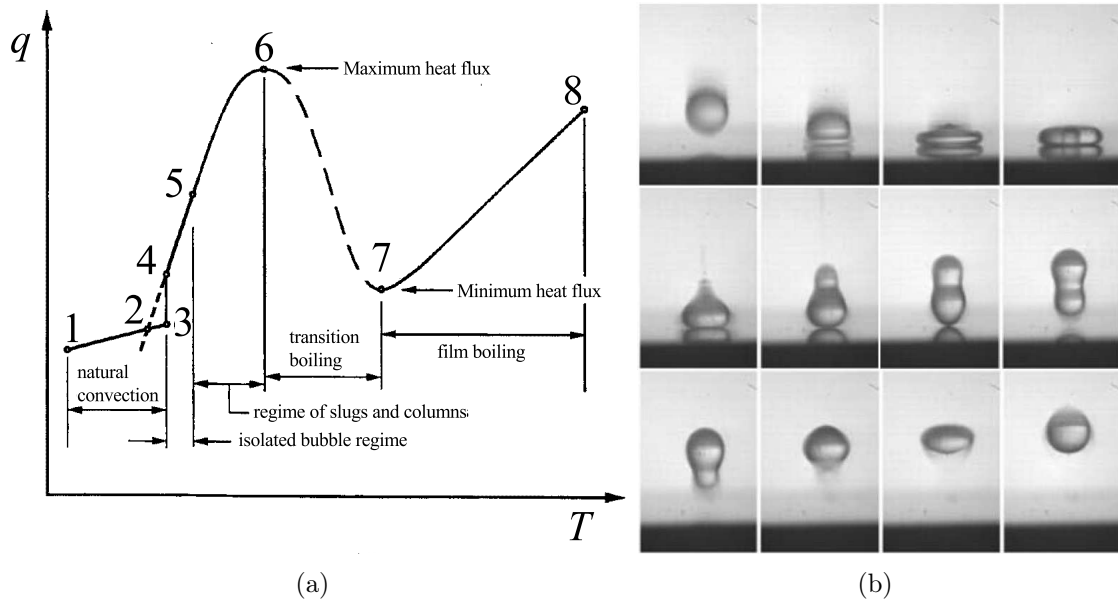 q
6
Maximum heat flux
8
5
4
7
Minimum heat flux
1
2
3
transition
boiling
film boiling
natural
convection
regime of slugs and columns
isolated bubble regime
T
(a)
(b)